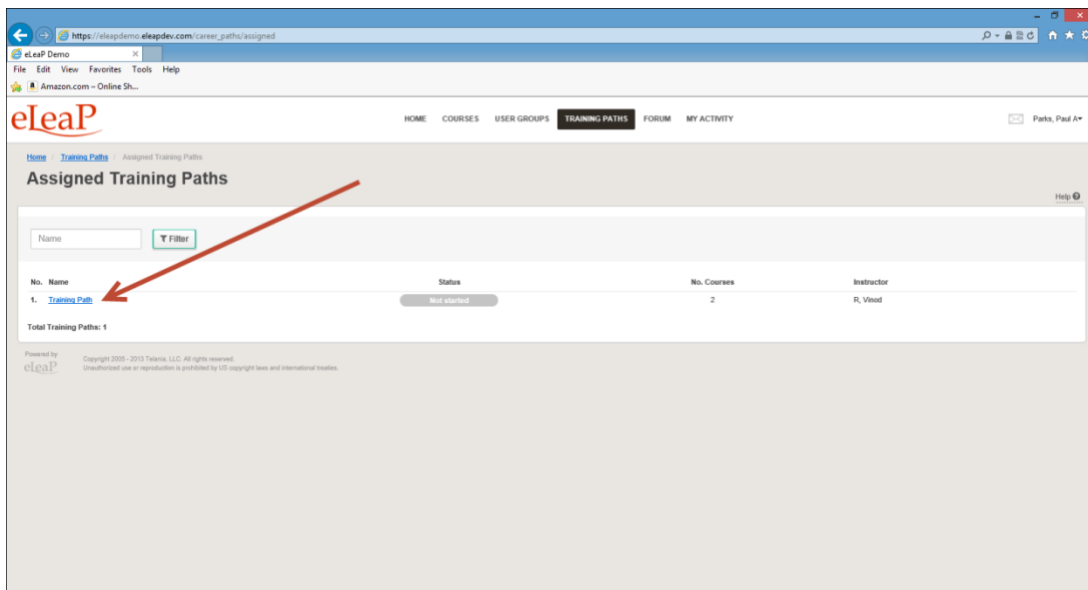 https://eleapdemo.eleapdev.com/career_paths/assigned
eLeaP Demo
File Edit View Favorites Tools Help
Amazon.com – Online Sh...
eLeaP
HOME COURSES USER GROUPS TRAINING PATHS FORUM MY ACTIVITY
Parks, Paul A
Home / Training Paths / Assigned Training Paths
Assigned Training Paths
Help
Name Filter
No. Name Status No. Courses Instructor
1. Training Path Not started 2 R, Vinod
Total Training Paths: 1
Powered by
eLeaP
Copyright 2005 - 2013 Telania, LLC. All rights reserved.
Unauthorized use or reproduction is prohibited by US copyright laws and international treaties.